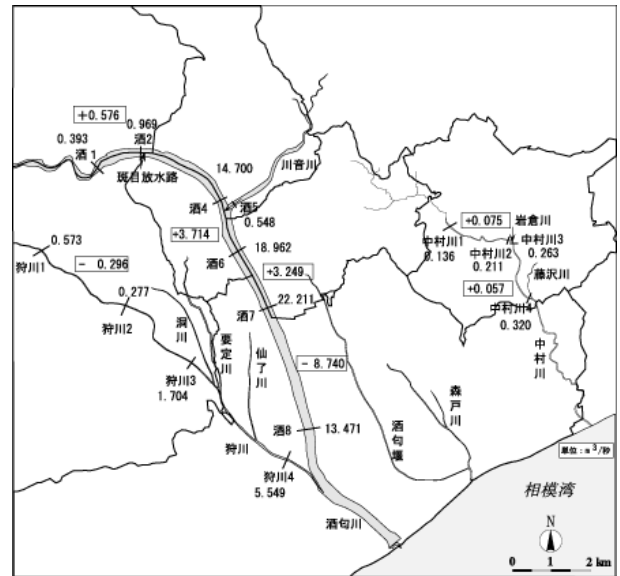 +0.576
0.969
酒2
0.393
酒1
斑目放水路
14.700
川音川
酒4
酒5
0.548
+3.714
18.962
酒6
+3.249
22.211
酒7
- 8.740
酒8
13.471
0.573
狩川1
- 0.296
0.277
狩川2
洞川
要定川
仙了川
狩川3
1.704
狩川
狩川4
5.549
酒匂川
酒匂堰
森戸川
+0.075
岩倉川
中村川1
0.136
中村川2
0.211
中村川3
0.263
藤沢川
+0.057
中村川4
0.320
中村川
単位:m3/秒
相模湾
N
0 1 2 km